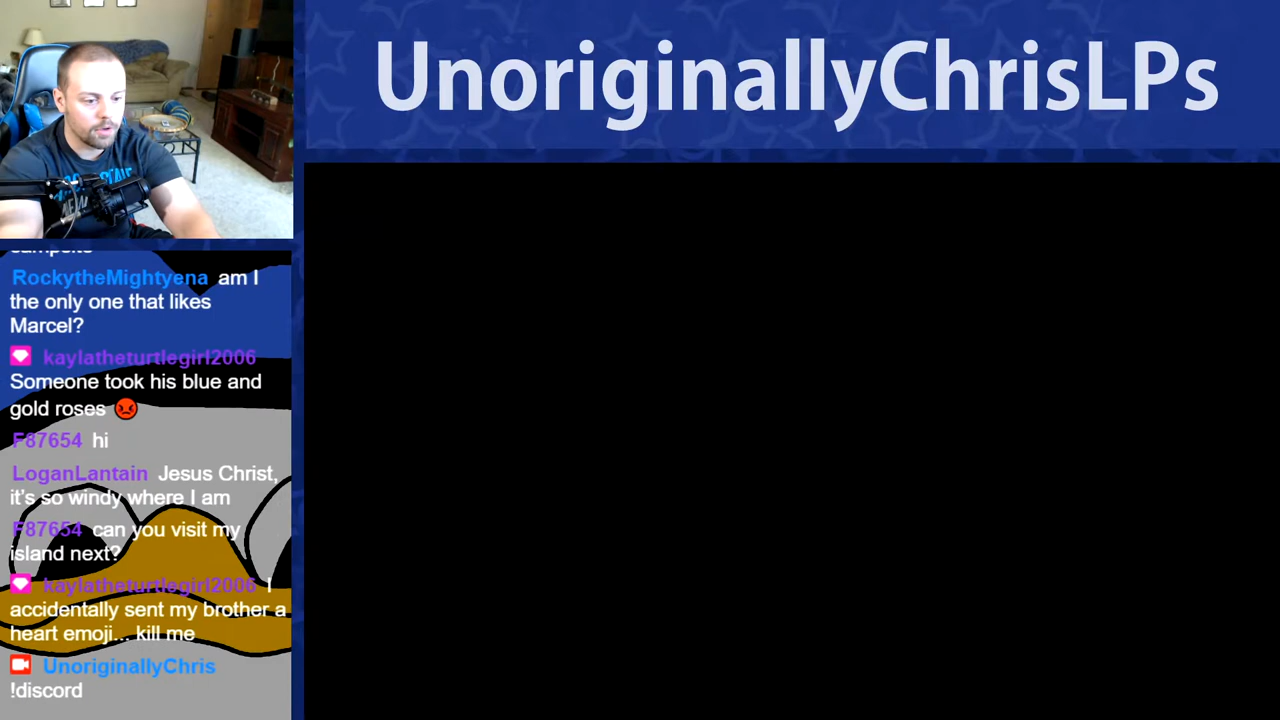 UnoriginallyChrisLPs
RockytheMightyena am I
the only one that likes
Marcel?
kaylatheturtlegirl2006
Someone took his blue and
gold roses
F87654 hi
LoganLantain Jesus Christ,
it's so windy where I am
F87654 can you visit my
island next?
kaylatheturtlegirl2006 I
accidentally sent my brother a
heart emoji... kill me
UnoriginallyChris
!discord